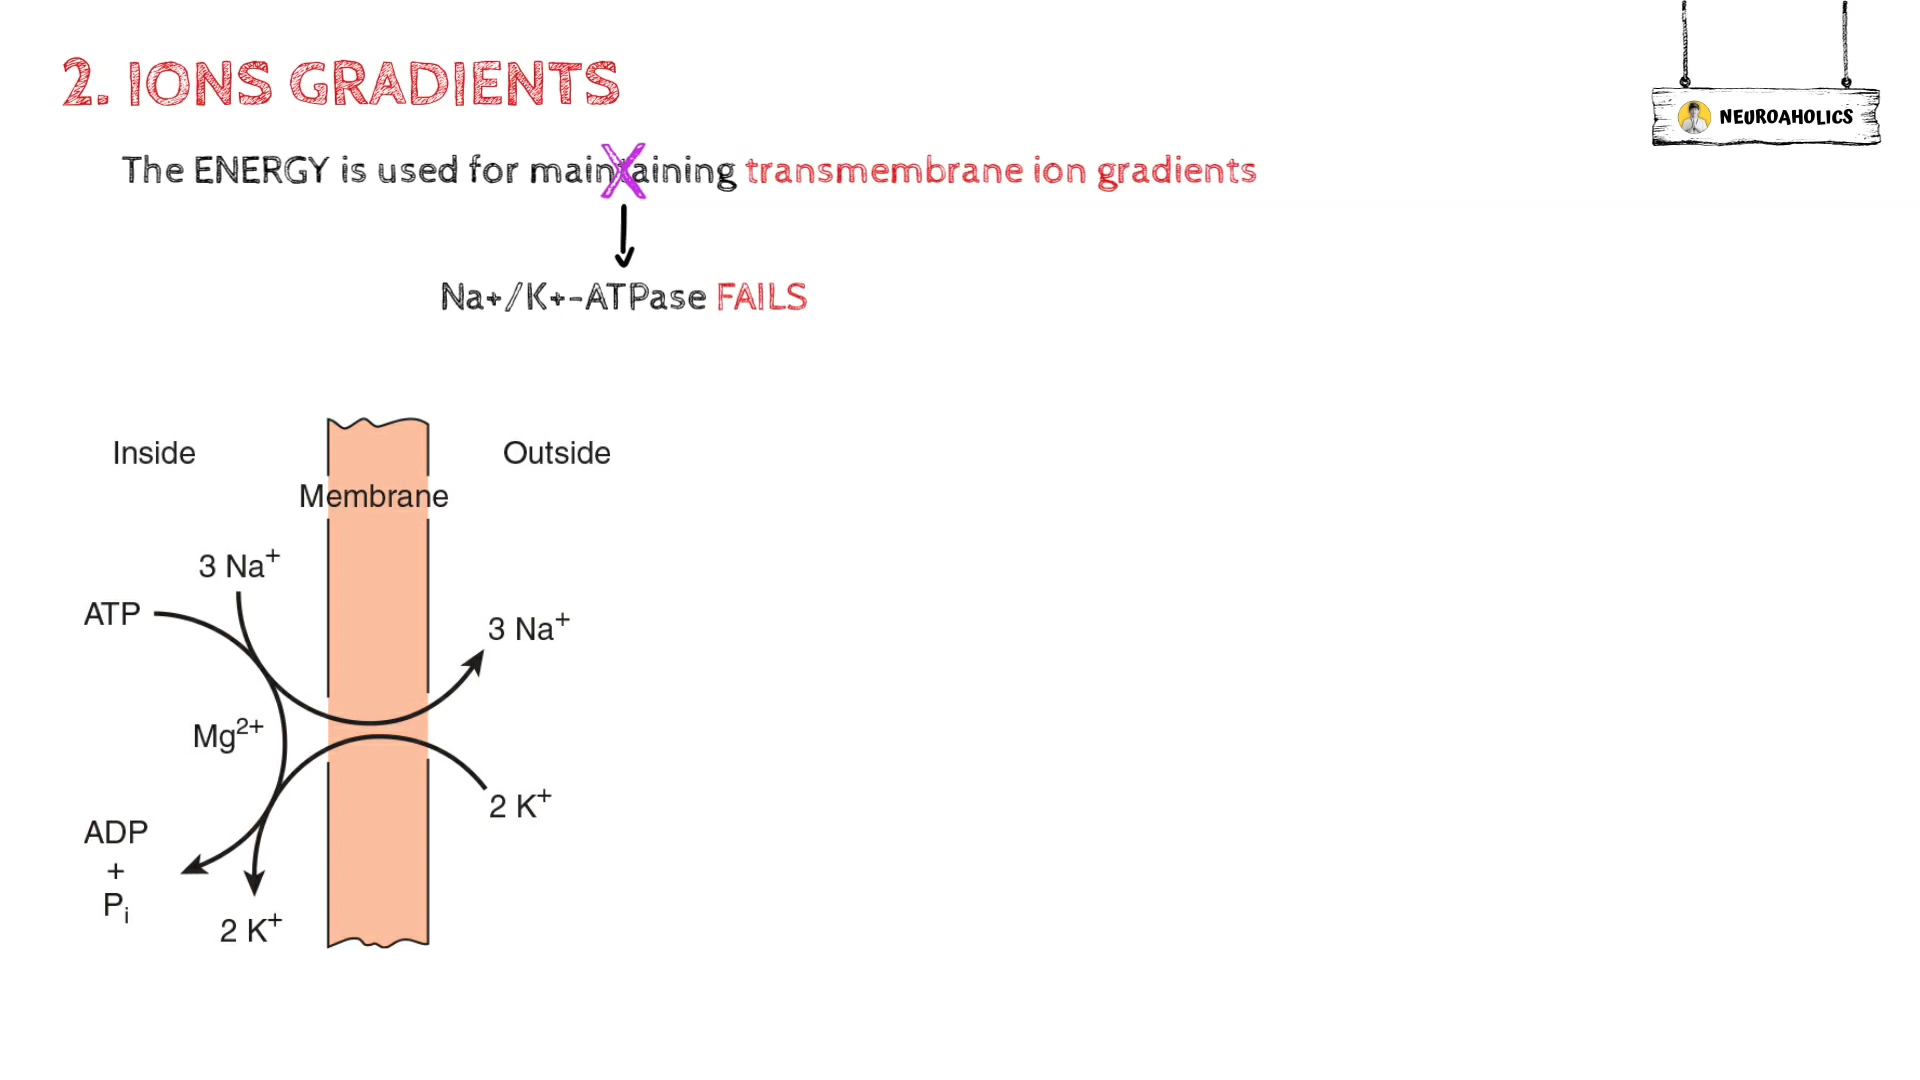 2. IONS GRADIENTS
NEUROAHOLICS
The ENERGY is used for maintaining transmembrane ion gradients
Na+/K+-ATPase FAILS
Inside
Outside
Membrane
3 Na⁺
ATP
3 Na⁺
Mg²⁺
2 K⁺
ADP
+
Pᵢ
2 K⁺